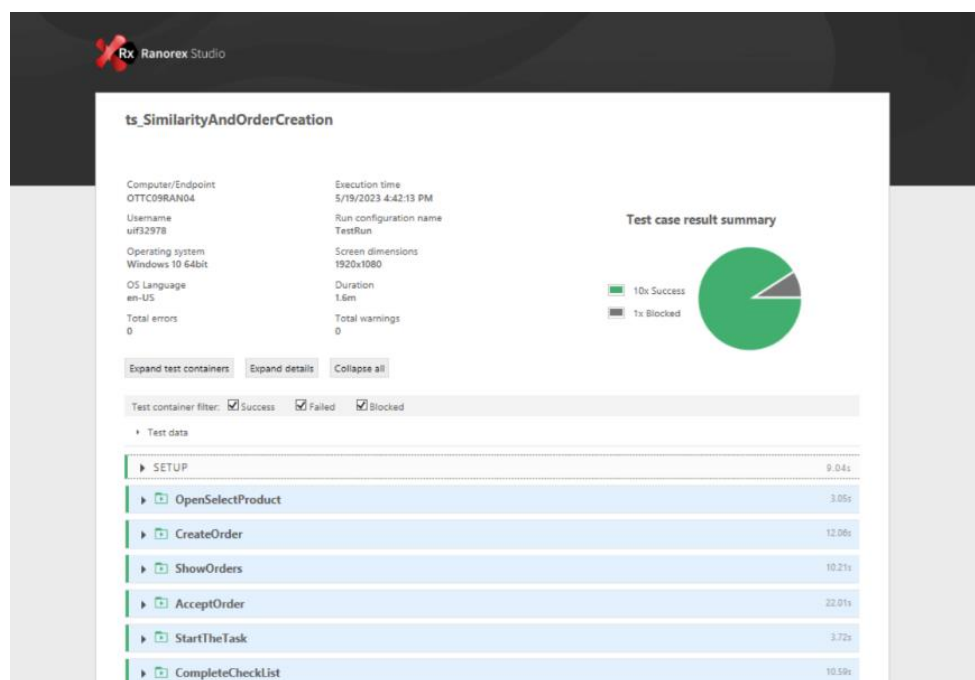 Rx Ranorex Studio
ts_SimilarityAndOrderCreation
Computer/Endpoint
OTTC09RAN04
Execution time
5/19/2023 4:42:13 PM
Username
uif32978
Run configuration name
TestRun
Operating system
Windows 10 64bit
Screen dimensions
1920x1080
OS Language
en-US
Duration
1.6m
Total errors
0
Total warnings
0
Test case result summary
10x Success
1x Blocked
Expand test containers Expand details Collapse all
Test container filter: Success Failed Blocked
Test data
SETUP 9.04s
OpenSelectProduct 3.05s
CreateOrder 12.06s
ShowOrders 10.21s
AcceptOrder 22.01s
StartTheTask 3.72s
CompleteCheckList 10.59s